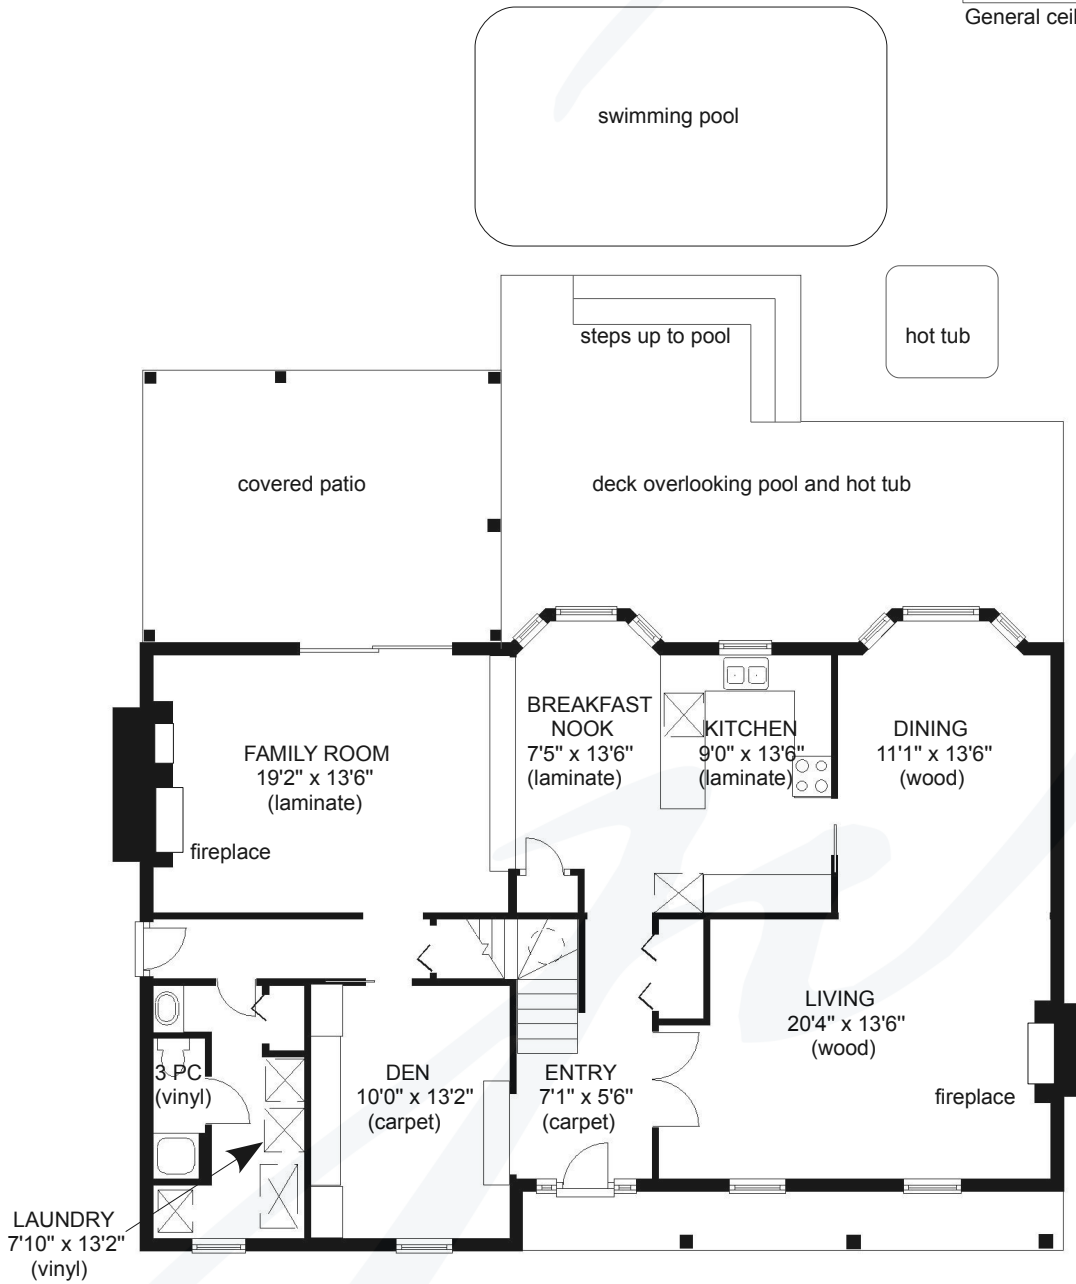 General ceil
swimming pool
steps up to pool
hot tub
covered patio
deck overlooking pool and hot tub
FAMILY ROOM
19'2" x 13'6"
(laminate)
fireplace
BREAKFAST
NOOK
7'5" x 13'6"
(laminate)
KITCHEN
9'0" x 13'6"
(laminate)
DINING
11'1" x 13'6"
(wood)
LIVING
20'4" x 13'6"
(wood)
fireplace
3 PC
(vinyl)
DEN
10'0" x 13'2"
(carpet)
ENTRY
7'1" x 5'6"
(carpet)
LAUNDRY
7'10" x 13'2"
(vinyl)